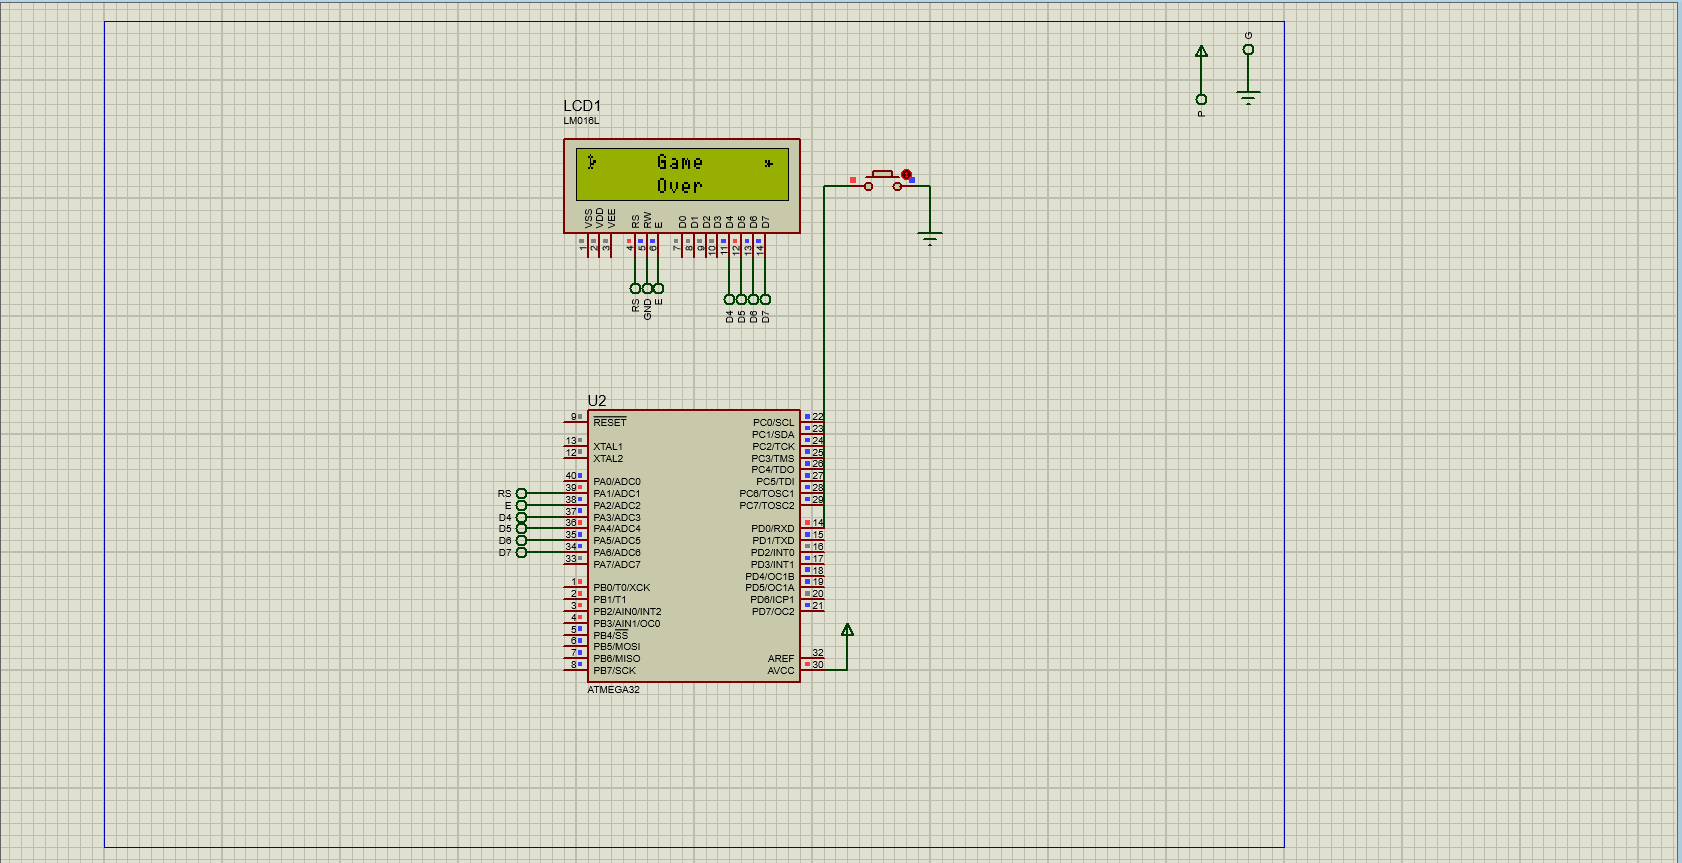 G
P
LCD1
LM016L
Game *
Over
VSS VDD VEE RS RW E D0 D1 D2 D3 D4 D5 D6 D7
1 2 3 4 5 6 7 8 9 10 11 12 13 14
RS GND E
D4 D5 D6 D7
U2
9 RESET PC0/SCL 22
PC1/SDA 23
13 XTAL1 PC2/TCK 24
12 XTAL2 PC3/TMS 25
PC4/TDO 26
40 PA0/ADC0 PC5/TDI 27
RS 39 PA1/ADC1 PC6/TOSC1 28
E 38 PA2/ADC2 PC7/TOSC2 29
D4 37 PA3/ADC3
D5 36 PA4/ADC4 PD0/RXD 14
D6 35 PA5/ADC5 PD1/TXD 15
D7 34 PA6/ADC6 PD2/INT0 16
33 PA7/ADC7 PD3/INT1 17
PD4/OC1B 18
1 PB0/T0/XCK PD5/OC1A 19
2 PB1/T1 PD6/ICP1 20
3 PB2/AIN0/INT2 PD7/OC2 21
4 PB3/AIN1/OC0
5 PB4/SS
6 PB5/MOSI
7 PB6/MISO AREF 32
8 PB7/SCK AVCC 30
ATMEGA32